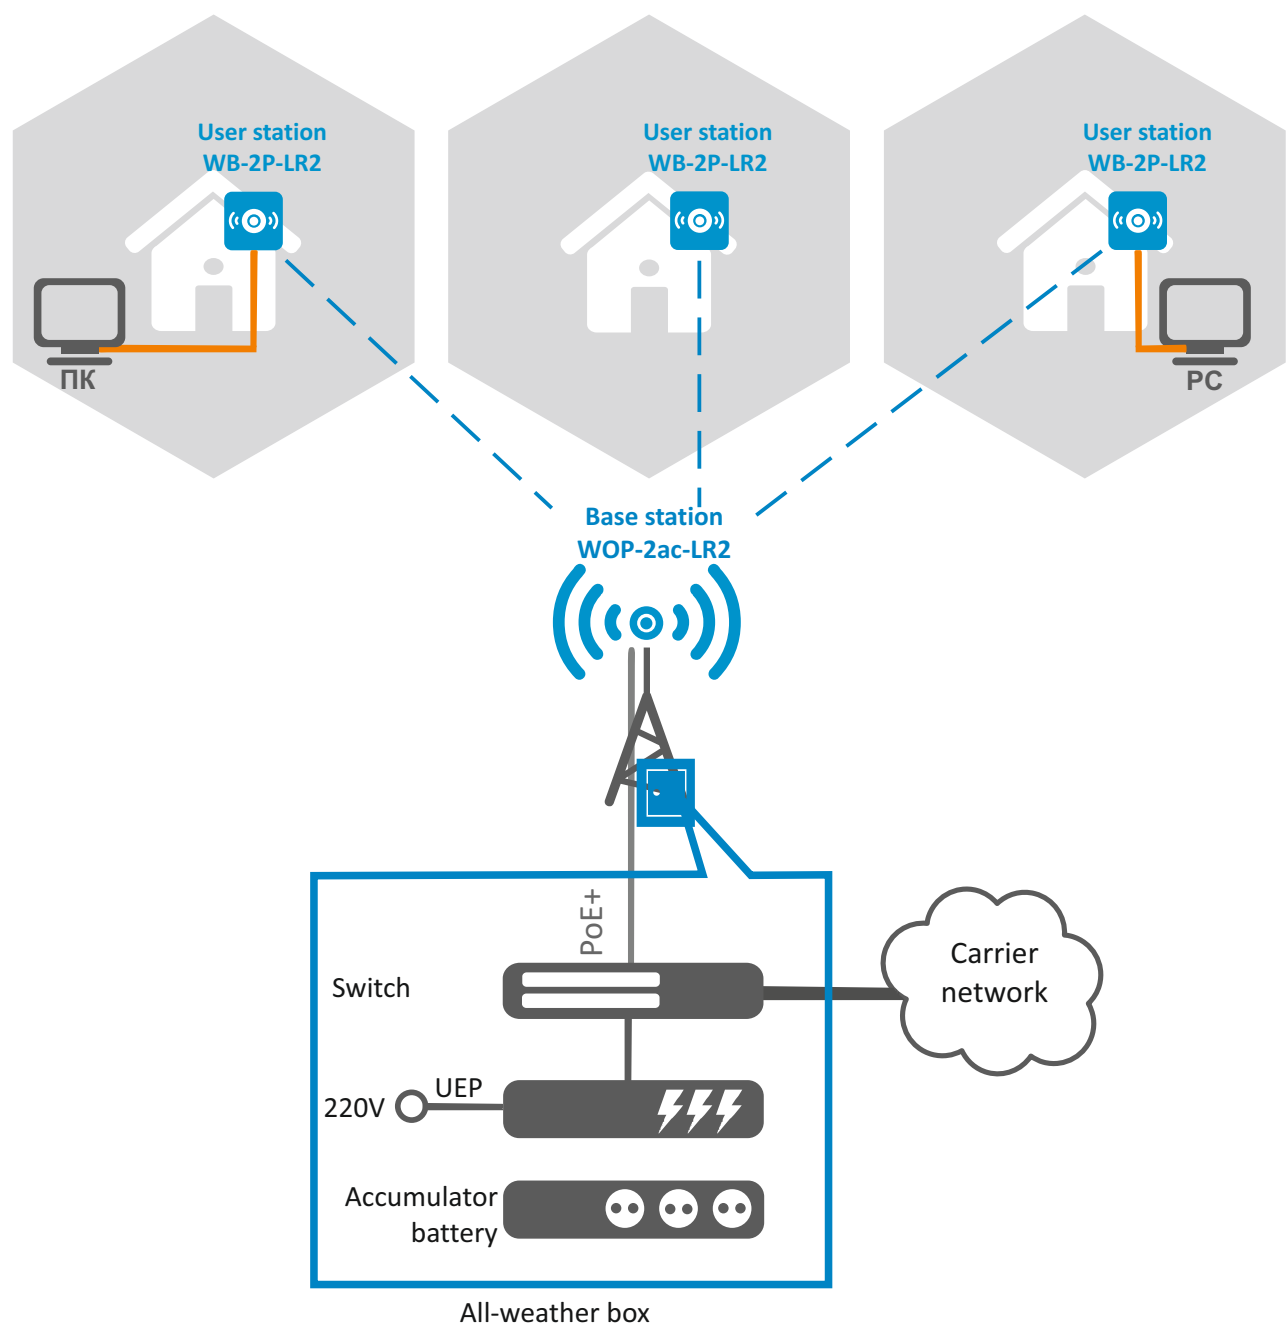 User station
WB-2P-LR2
User station
WB-2P-LR2
User station
WB-2P-LR2
ПК
PC
Base station
WOP-2ac-LR2
PoE+
Switch
Carrier
network
UEP
220V
Accumulator
battery
All-weather box